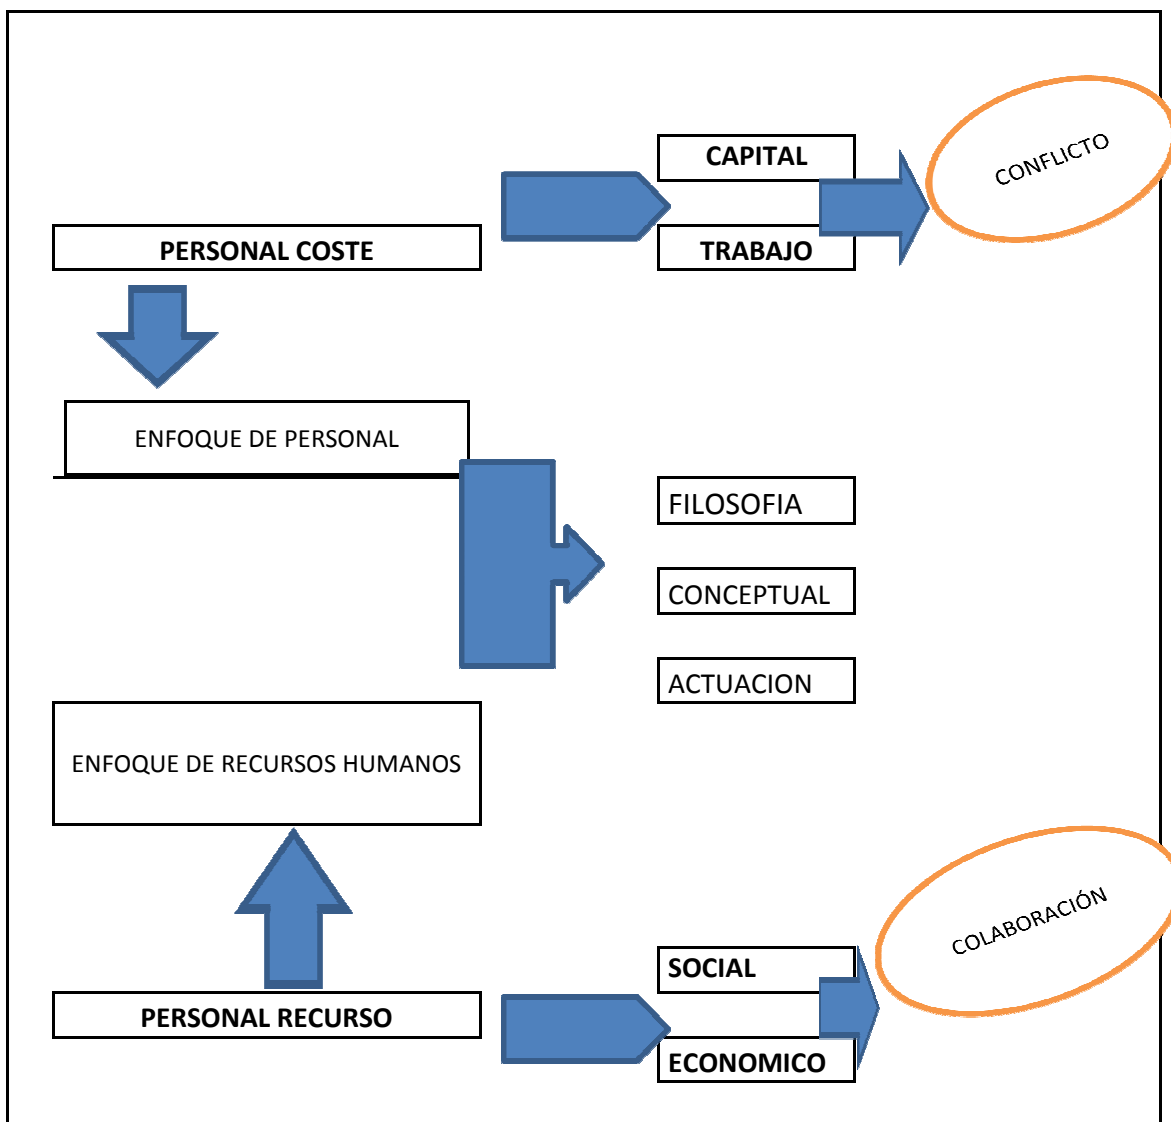 CAPITAL
CONFLICTO
PERSONAL COSTE
TRABAJO
ENFOQUE DE PERSONAL
FILOSOFIA
CONCEPTUAL
ACTUACION
ENFOQUE DE RECURSOS HUMANOS
COLABORACIÓN
SOCIAL
PERSONAL RECURSO
ECONOMICO